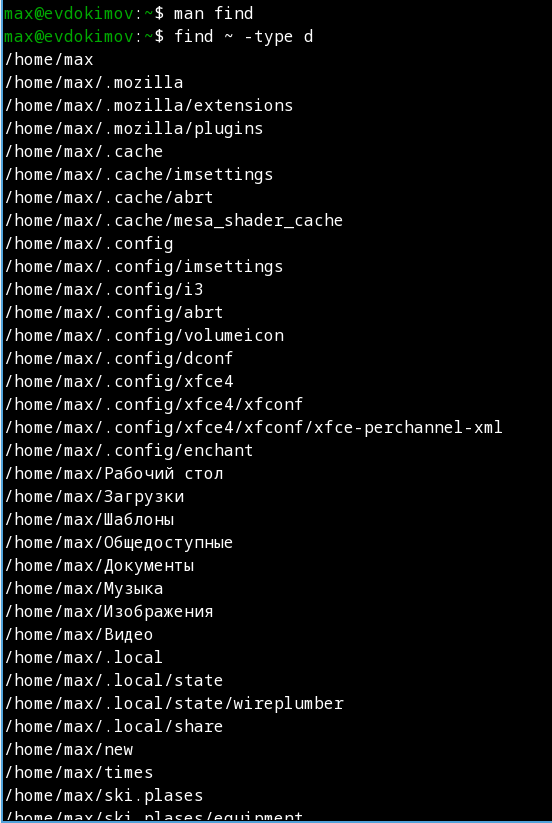 max@evdokimov:~$ man find
max@evdokimov:~$ find ~ -type d
/home/max
/home/max/.mozilla
/home/max/.mozilla/extensions
/home/max/.mozilla/plugins
/home/max/.cache
/home/max/.cache/imsettings
/home/max/.cache/abrt
/home/max/.cache/mesa_shader_cache
/home/max/.config
/home/max/.config/imsettings
/home/max/.config/i3
/home/max/.config/abrt
/home/max/.config/volumeicon
/home/max/.config/dconf
/home/max/.config/xfce4
/home/max/.config/xfce4/xfconf
/home/max/.config/xfce4/xfconf/xfce-perchannel-xml
/home/max/.config/enchant
/home/max/Рабочий стол
/home/max/Загрузки
/home/max/Шаблоны
/home/max/Общедоступные
/home/max/Документы
/home/max/Музыка
/home/max/Изображения
/home/max/Видео
/home/max/.local
/home/max/.local/state
/home/max/.local/state/wireplumber
/home/max/.local/share
/home/max/new
/home/max/times
/home/max/ski.plases
/home/max/ski.plases/equipment